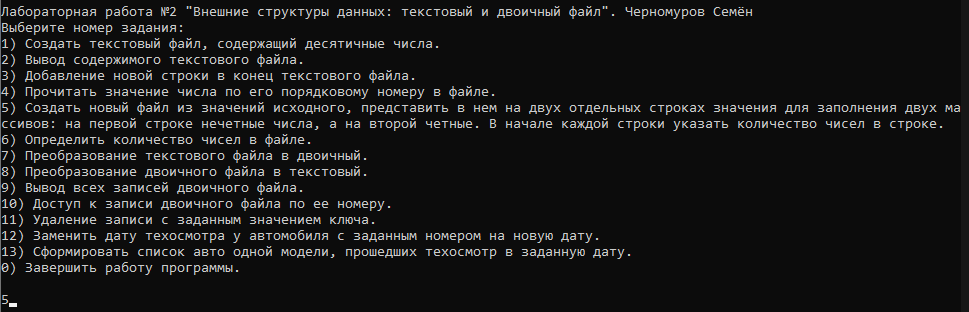 Лабораторная работа №2 "Внешние структуры данных: текстовый и двоичный файл". Черномуров Семён
Выберите номер задания:
1) Создать текстовый файл, содержащий десятичные числа.
2) Вывод содержимого текстового файла.
3) Добавление новой строки в конец текстового файла.
4) Прочитать значение числа по его порядковому номеру в файле.
5) Создать новый файл из значений исходного, представить в нем на двух отдельных строках значения для заполнения двух ма
ссивов: на первой строке нечетные числа, а на второй четные. В начале каждой строки указать количество чисел в строке.
6) Определить количество чисел в файле.
7) Преобразование текстового файла в двоичный.
8) Преобразование двоичного файла в текстовый.
9) Вывод всех записей двоичного файла.
10) Доступ к записи двоичного файла по ее номеру.
11) Удаление записи с заданным значением ключа.
12) Заменить дату техосмотра у автомобиля с заданным номером на новую дату.
13) Сформировать список авто одной модели, прошедших техосмотр в заданную дату.
0) Завершить работу программы.
5